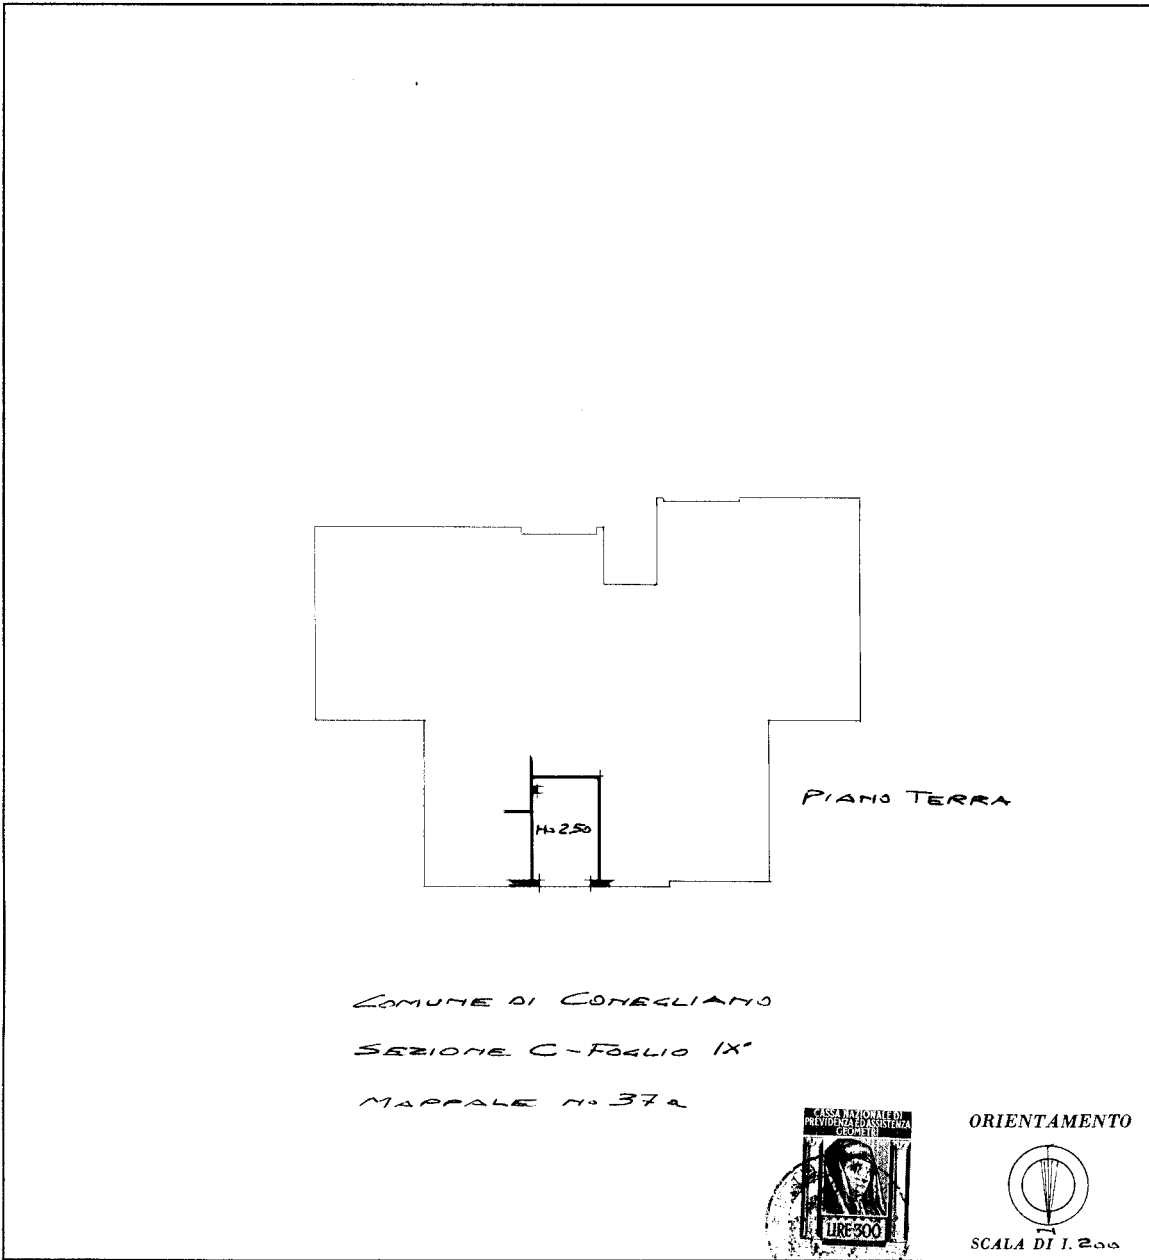 PIANO TERRA
H=2.50
COMUNE DI CONEGLIANO
SEZIONE C - FOGLIO IX°
MAPPALE No 37 a
CASSA NAZIONALE DI
PREVIDENZA ED ASSISTENZA
GEOMETRI
LIRE 300
ORIENTAMENTO
SCALA DI 1. 200